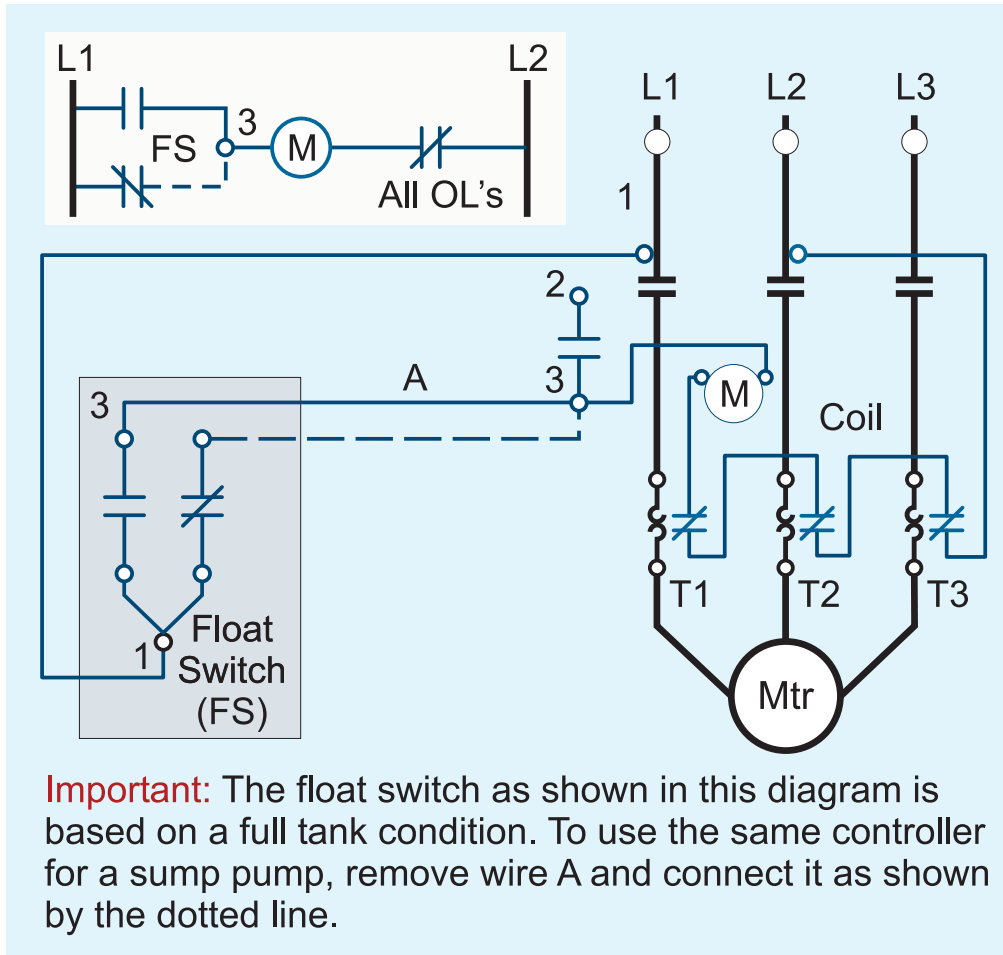 L1
L2
3
FS
M
All OL's
L1
L2
L3
1
2
A
3
M
3
Coil
T1
T2
T3
1
Float
Switch
(FS)
Mtr
Important: The float switch as shown in this diagram is
based on a full tank condition. To use the same controller
for a sump pump, remove wire A and connect it as shown
by the dotted line.